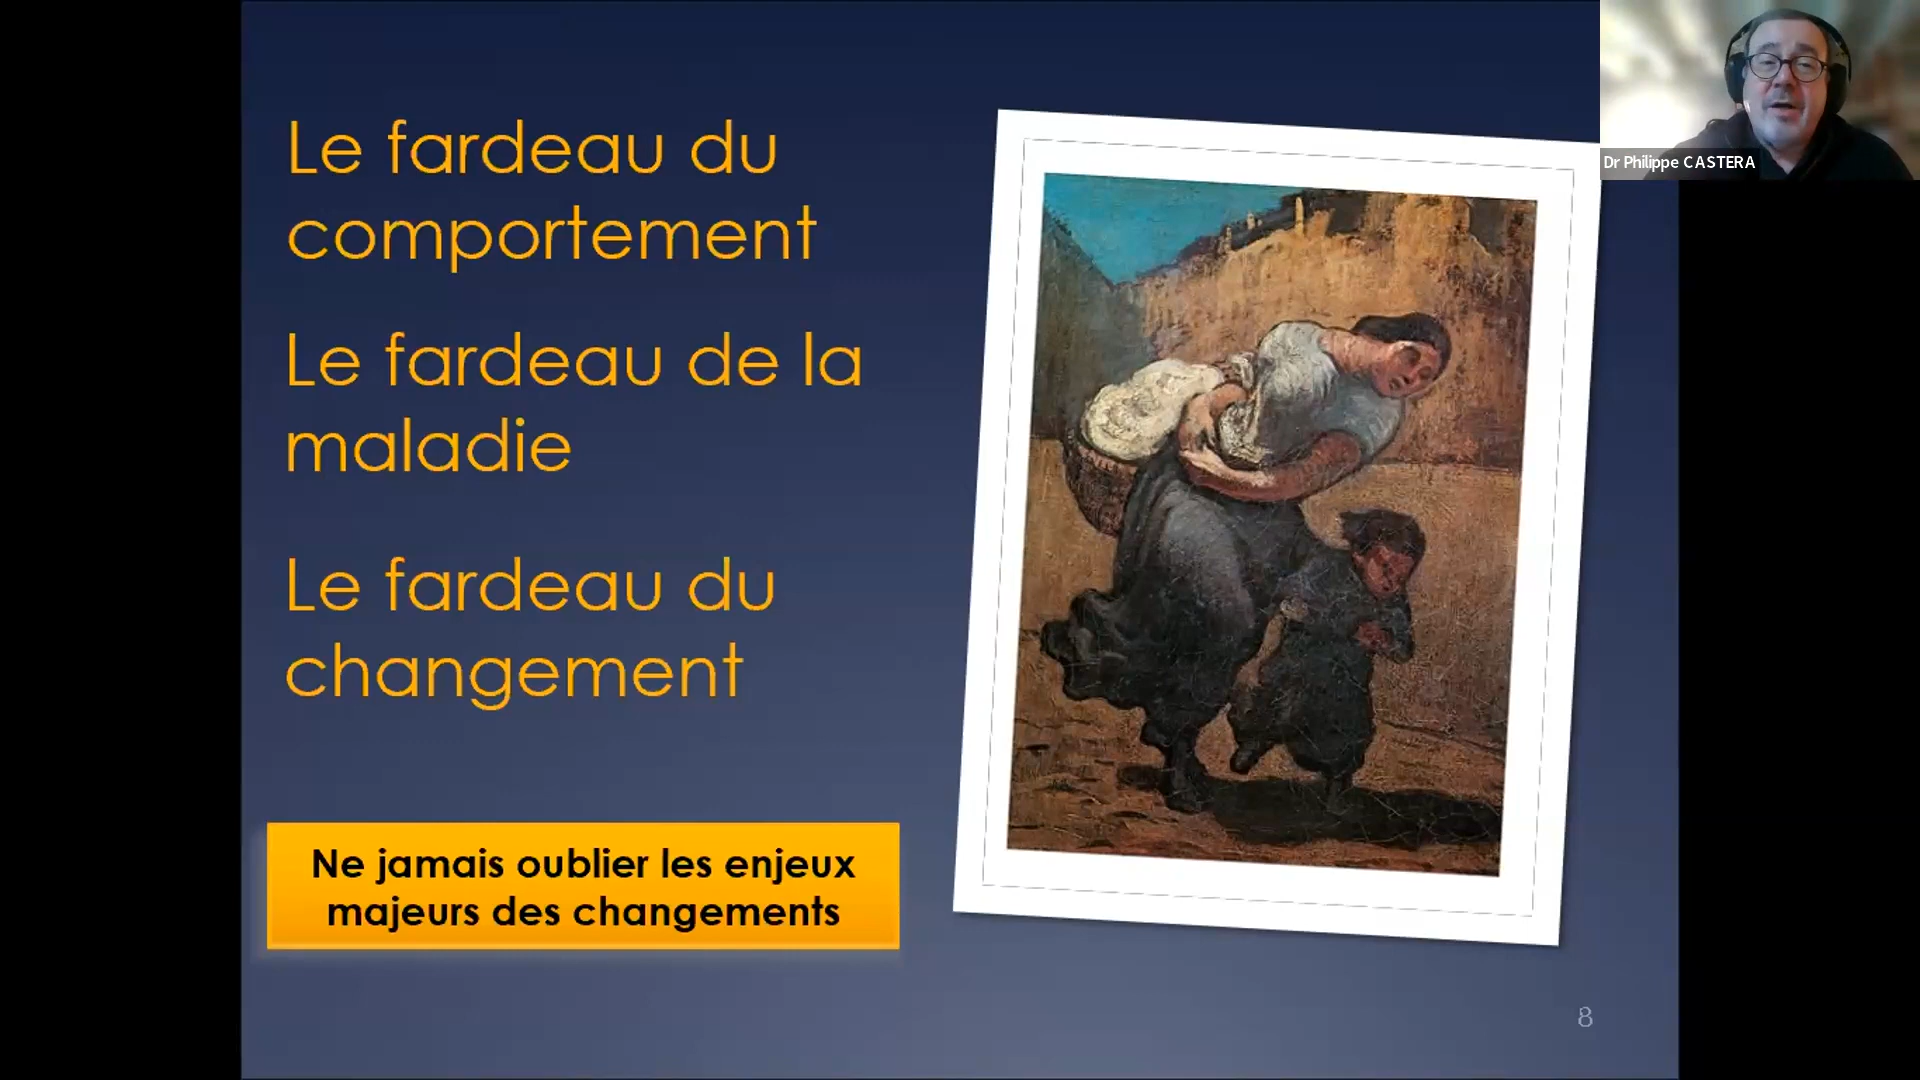 Le fardeau du
comportement
Le fardeau de la
maladie
Le fardeau du
changement
Ne jamais oublier les enjeux
majeurs des changements
8
Dr Philippe CASTERA